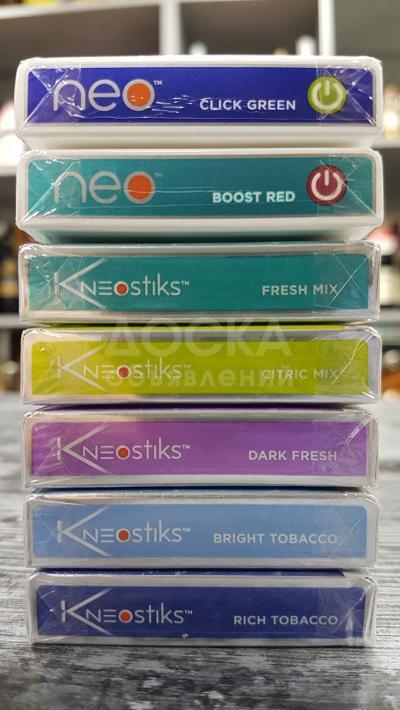 neo™ CLICK GREEN
neo™ BOOST RED
KNEOSTIKS™ FRESH MIX
KNEOSTIKS™ CITRIC MIX
ДОСКА
объявлений
KNEOSTIKS™ DARK FRESH
KNEOSTIKS™ BRIGHT TOBACCO
KNEOSTIKS™ RICH TOBACCO